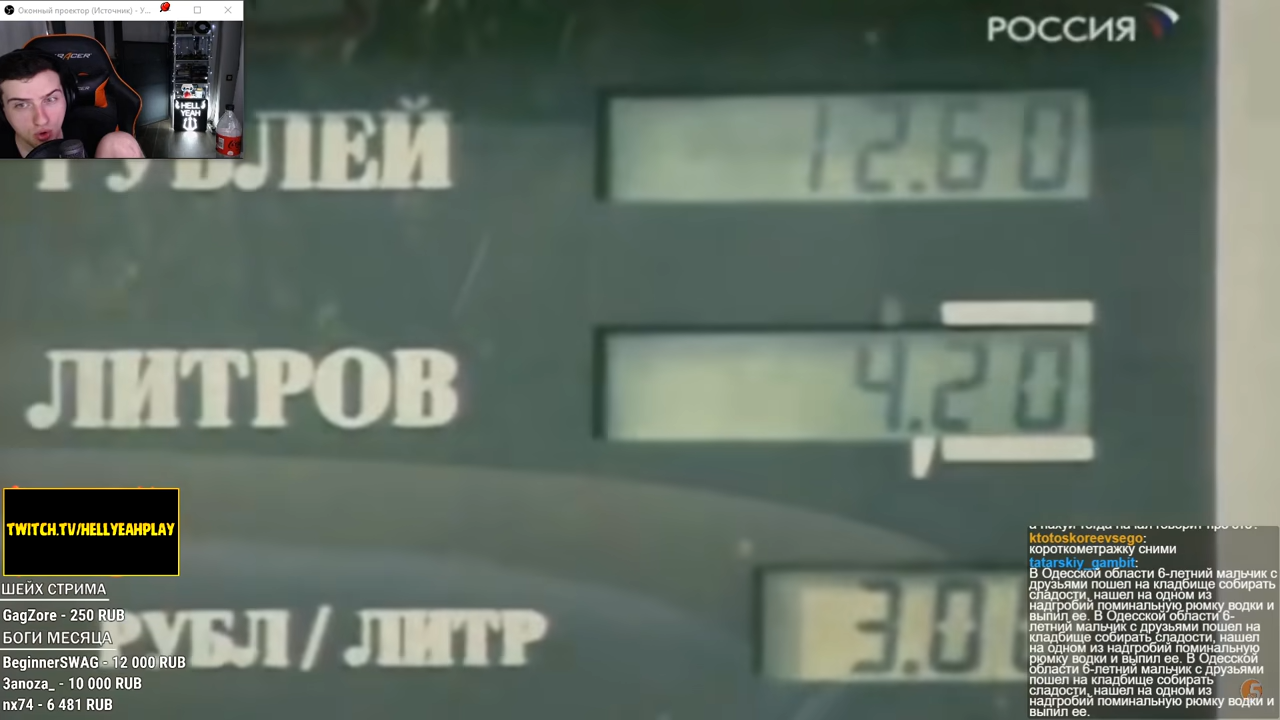 Оконный проектор (Источник) - У...
РОССИЯ
RACER
HELL
YEAH
РУБЛЕЙ
12.60
ЛИТРОВ
4.20
РУБЛ/ЛИТР
3.0
TWITCH.TV/HELLYEAHPLAY
ШЕЙХ СТРИМА
GagZore - 250 RUB
БОГИ МЕСЯЦА
BeginnerSWAG - 12 000 RUB
3anoza_ - 10 000 RUB
nx74 - 6 481 RUB
ktotoskoreevsego:
короткометражку сними
tatarskiy_gambit:
В Одесской области 6-летний мальчик с
друзьями пошел на кладбище собирать
сладости, нашел на одном из
надгробий поминальную рюмку водки и
выпил ее. В Одесской области 6-
летний мальчик с друзьями пошел на
кладбище собирать сладости, нашел
на одном из надгробий поминальную
рюмку водки и выпил ее. В Одесской
области 6-летний мальчик с друзьями
пошел на кладбище собирать
сладости, нашел на одном из
надгробий поминальную рюмку водки и
выпил ее.